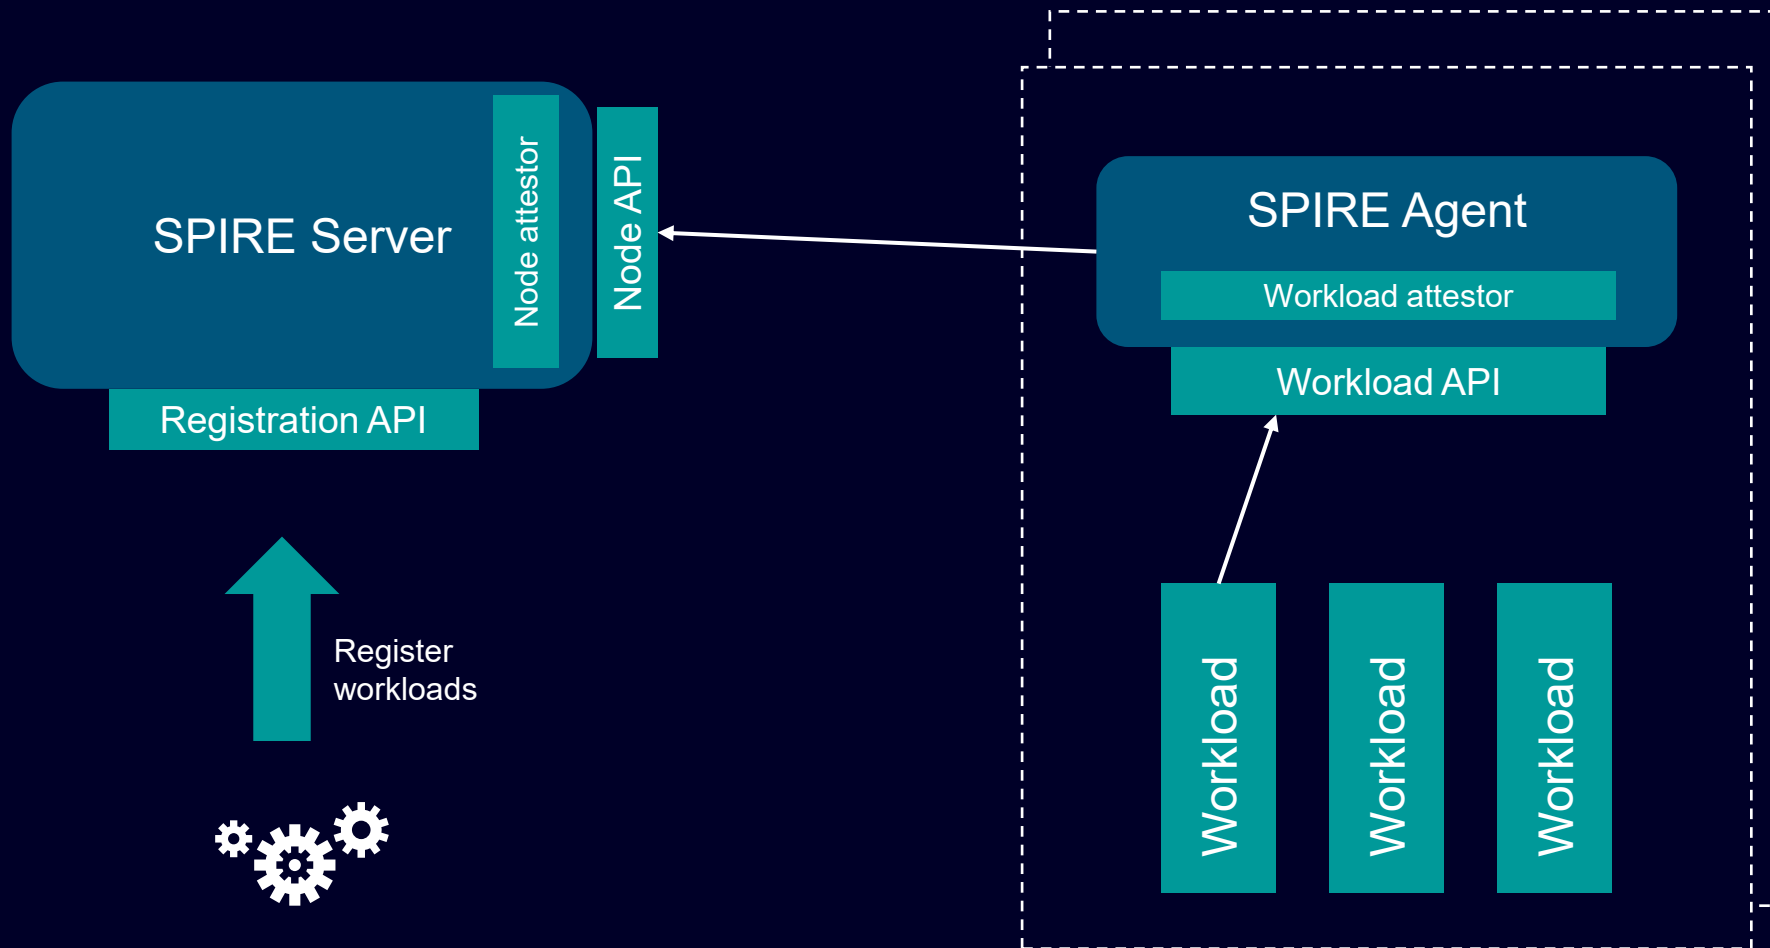 SPIRE Server
Node attestor
Node API
Registration API
Register
workloads
SPIRE Agent
Workload attestor
Workload API
Workload
Workload
Workload